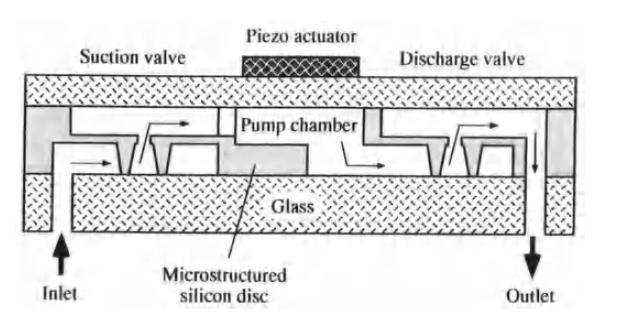 Piezo actuator
Suction valve
Discharge valve
Pump chamber
Glass
Microstructured
silicon disc
Inlet
Outlet